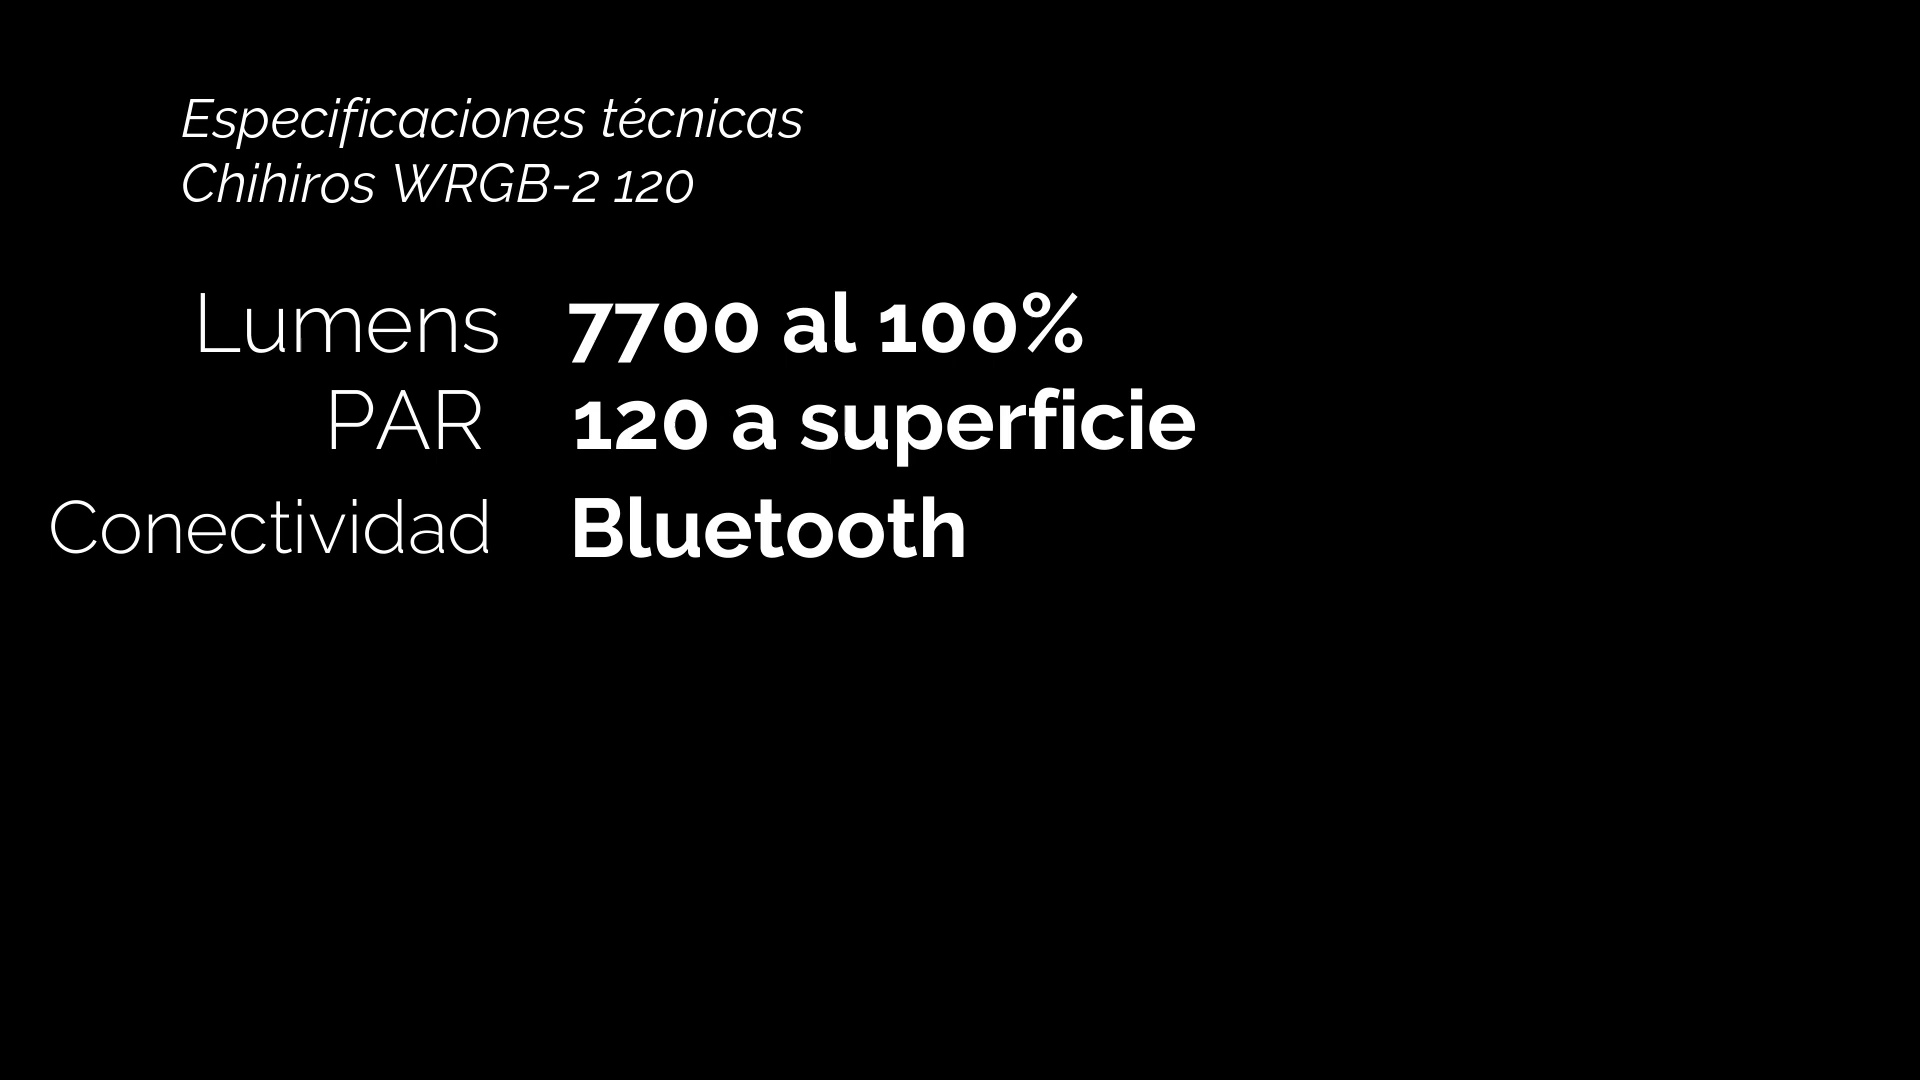 Especificaciones técnicas
Chihiros WRGB-2 120
Lumens 7700 al 100%
PAR 120 a superficie
Conectividad Bluetooth